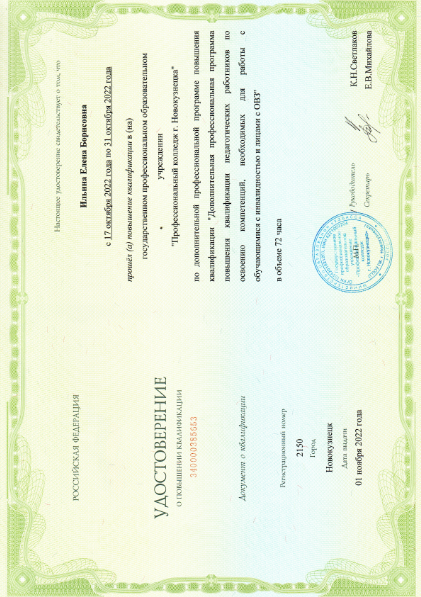 РОССИЙСКАЯ ФЕДЕРАЦИЯ
УДОСТОВЕРЕНИЕ
О ПОВЫШЕНИИ КВАЛИФИКАЦИИ
Документ о квалификации
Регистрационный номер
2150
Город
Новокузнецк
Дата выдачи
01 ноября 2022 года
Настоящее удостоверение свидетельствует о том, что
Ильина Елена Борисовна
с 17 октября 2022 года по 31 октября 2022 года
прошёл (а) повышение квалификации в (на)
государственном профессиональном образовательном
учреждении
"Профессиональный колледж г. Новокузнецка"
по дополнительной профессиональной программе повышения
квалификации "Дополнительная профессиональная программа
повышения квалификации педагогических работников по
освоению компетенций, необходимых для работы с
обучающимися с инвалидностью и лицами с ОВЗ"
в объеме 72 часа
Руководитель
К.Н.Светлаков
Секретарь
Е.В.Михайлова
М.П.